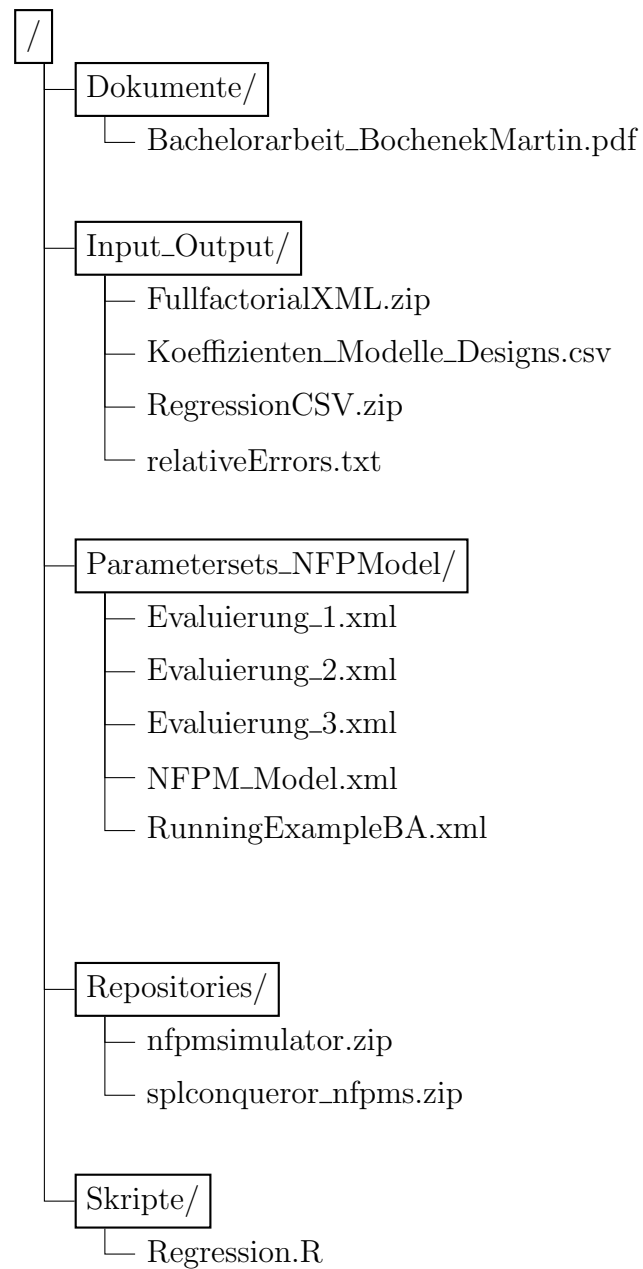 /
Dokumente/
Bachelorarbeit_BochenekMartin.pdf
Input_Output/
FullfactorialXML.zip
Koeffizienten_Modelle_Designs.csv
RegressionCSV.zip
relativeErrors.txt
Parametersets_NFPModel/
Evaluierung_1.xml
Evaluierung_2.xml
Evaluierung_3.xml
NFPM_Model.xml
RunningExampleBA.xml
Repositories/
nfpmsimulator.zip
splconqueror_nfpms.zip
Skripte/
Regression.R